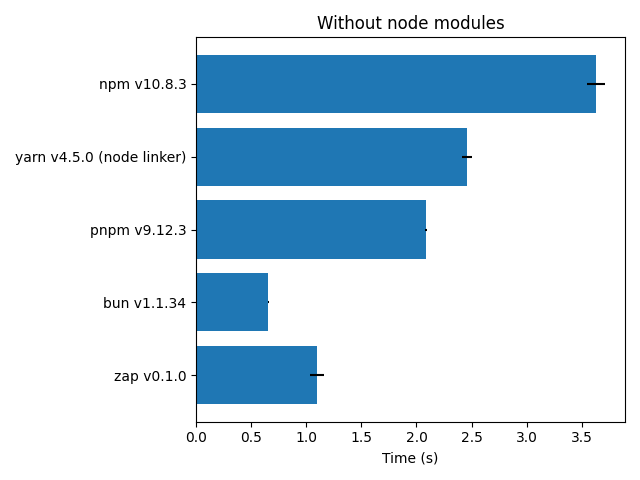 Without node modules
npm v10.8.3
yarn v4.5.0 (node linker)
pnpm v9.12.3
bun v1.1.34
zap v0.1.0
0.0 0.5 1.0 1.5 2.0 2.5 3.0 3.5
Time (s)